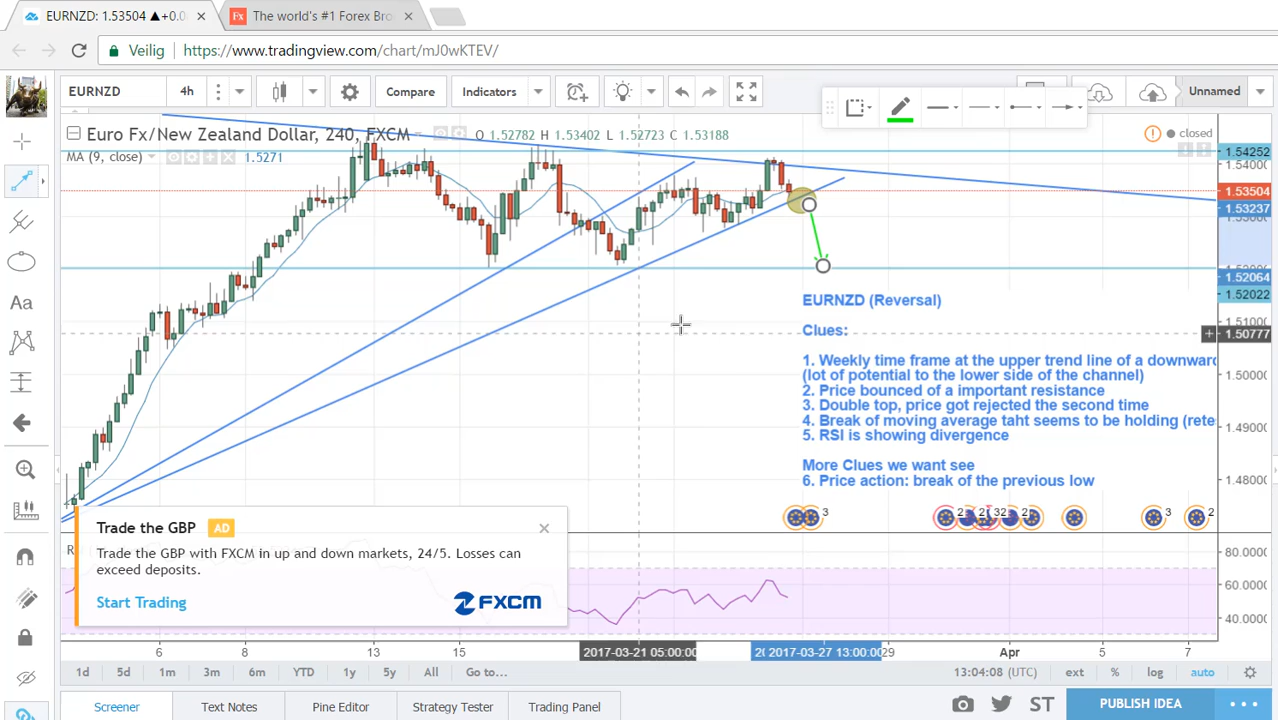 EURNZD: 1.53504 ▲+0.0
The world's #1 Forex Bro
Veilig
https://www.tradingview.com/chart/mJ0wKTEV/
EURNZD 4h Compare Indicators Unnamed
Euro Fx/New Zealand Dollar, 240, FXCM O 1.52782 H 1.53402 L 1.52723 C 1.53188
closed
MA (9, close) 1.5271
1.54252
1.54000
1.53504
1.53237
1.52064
1.52022
1.51000
1.50777
1.50000
1.49000
1.48000
EURNZD (Reversal)
Clues:
1. Weekly time frame at the upper trend line of a downward
(lot of potential to the lower side of the channel)
2. Price bounced of a important resistance
3. Double top, price got rejected the second time
4. Break of moving average taht seems to be holding (rete
5. RSI is showing divergence
More Clues we want see
6. Price action: break of the previous low
3 2 2 32 2 3 2
Trade the GBP AD
Trade the GBP with FXCM in up and down markets, 24/5. Losses can
exceed deposits.
Start Trading FXCM
80.0000
60.0000
40.0000
6 8 13 15 2017-03-21 05:00:00 2017-03-27 13:00:00 29 Apr 5 7
1d 5d 1m 3m 6m YTD 1y 5y All Go to... 13:04:08 (UTC) ext % log auto
Screener Text Notes Pine Editor Strategy Tester Trading Panel ST PUBLISH IDEA